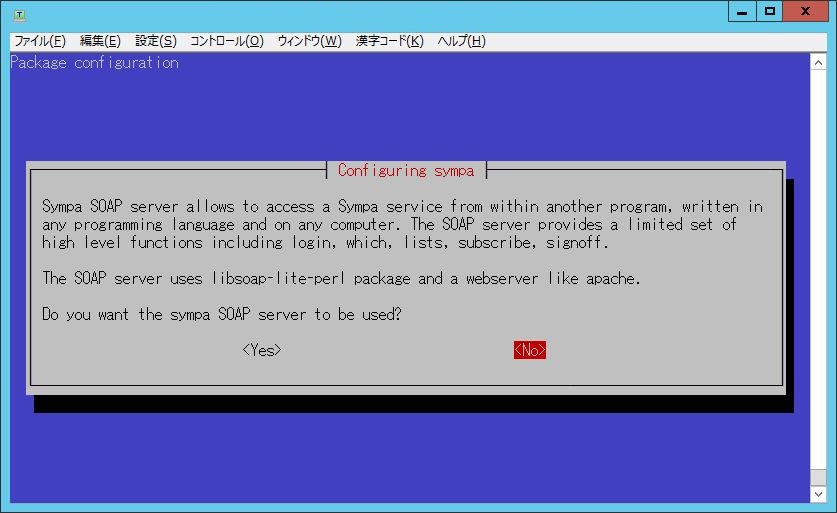 ファイル(F) 編集(E) 設定(S) コントロール(O) ウィンドウ(W) 漢字コード(K) ヘルプ(H)
Package configuration
Configuring sympa
Sympa SOAP server allows to access a Sympa service from within another program, written in
any programming language and on any computer. The SOAP server provides a limited set of
high level functions including login, which, lists, subscribe, signoff.
The SOAP server uses libsoap-lite-perl package and a webserver like apache.
Do you want the sympa SOAP server to be used?
<Yes> <No>